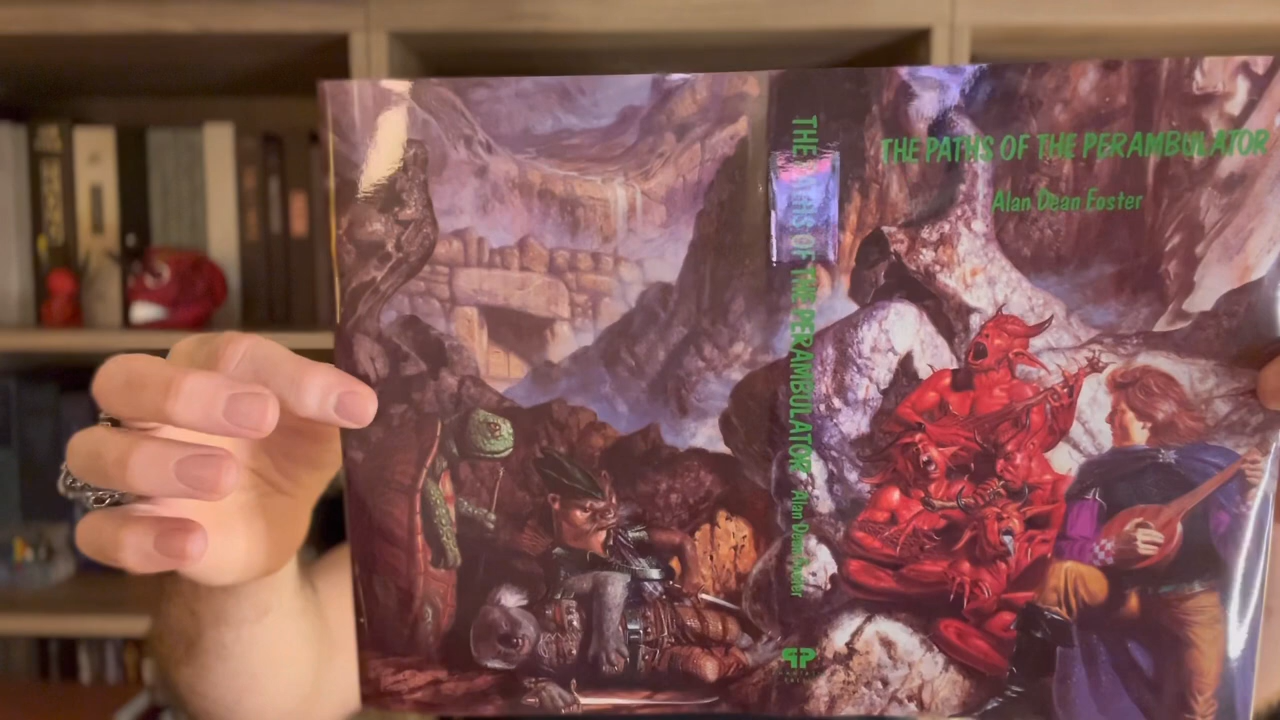 THE PATHS OF THE PERAMBULATOR
Alan Dean Foster
THE PATHS OF THE PERAMBULATOR Alan Dean Foster